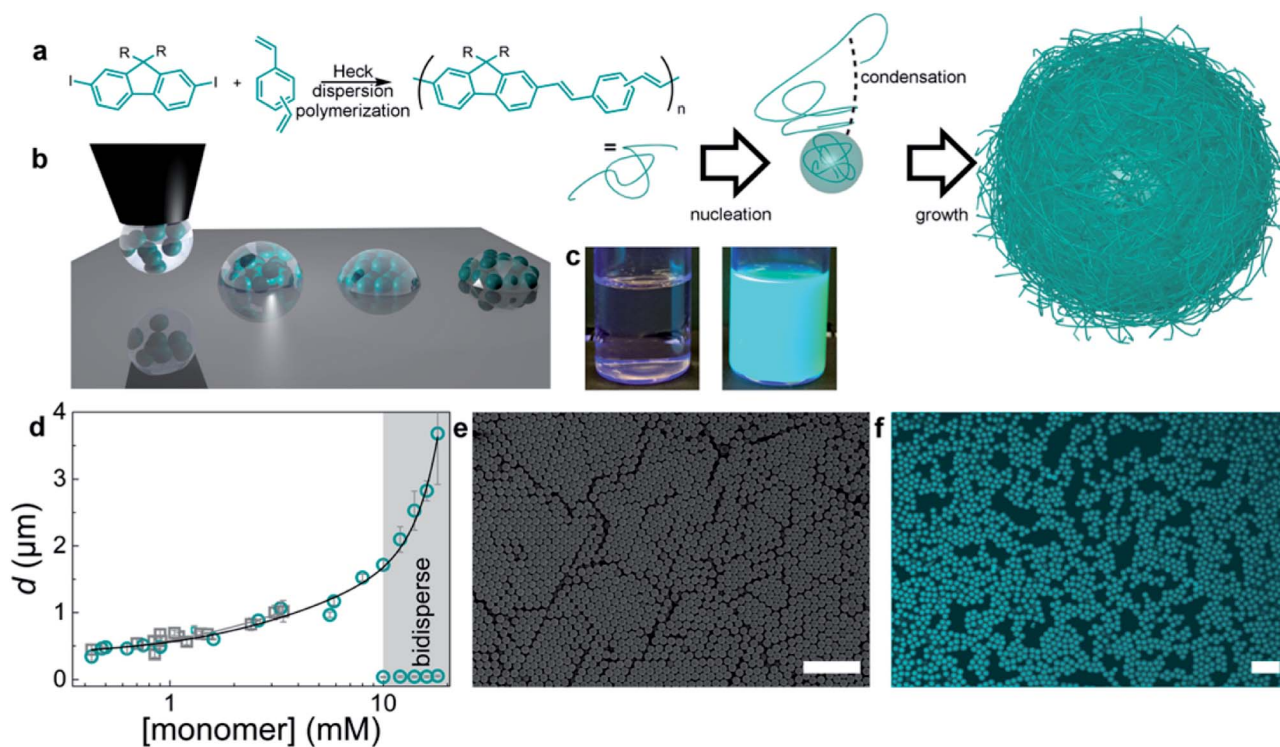 a
R R
I
I
+
Heck
dispersion
polymerization
n
=
nucleation
condensation
growth
b
c
d
4
3
2
1
0
d (μm)
1
10
[monomer] (mM)
bidisperse
e
f